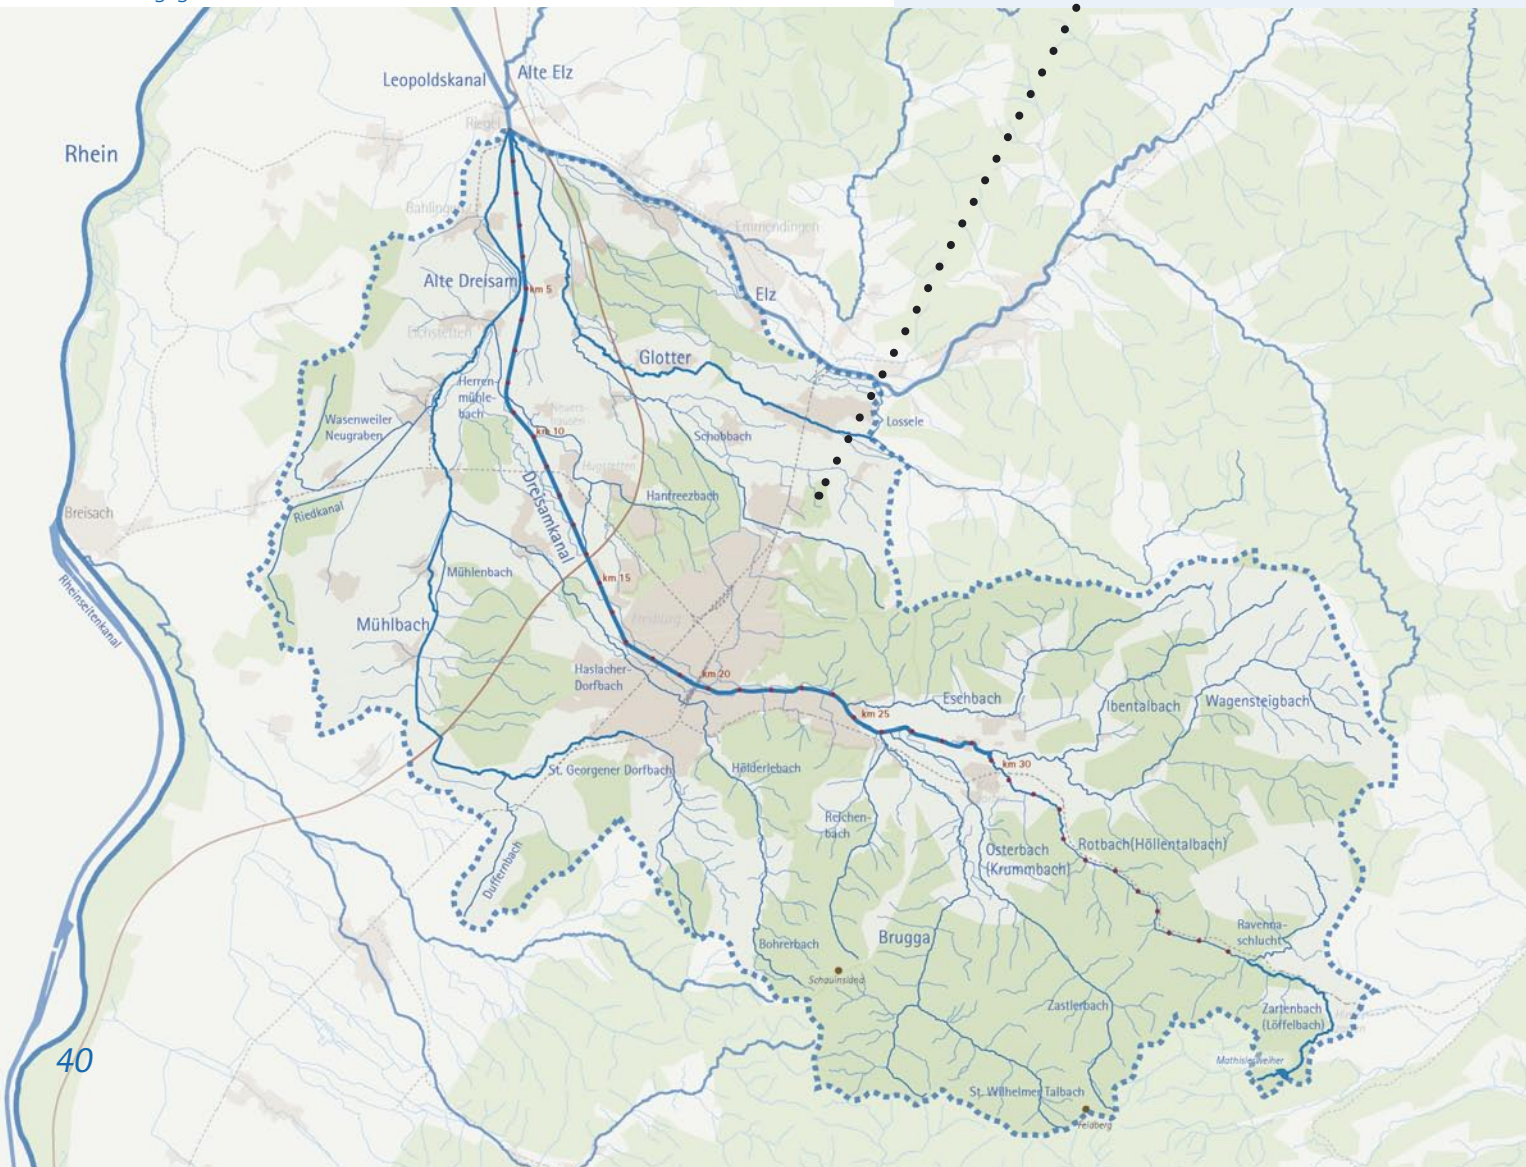 Alte Elz
Leopoldskanal
Riegel
Rhein
Bahlingen
Emmendingen
Alte Dreisam
km 5
Elz
Eichstetten
Glotter
Herren-
mühle-
bach
Wasenweiler
Neugraben
km 10
Lossele
Schobbach
Hugstetten
Dreisamkanal
Hanfreezbach
Riedkanal
Breisach
Mühlenbach
km 15
Rheinseitenkanal
Mühlbach
Freiburg
Haslacher-
Dorfbach
km 20
Eschbach
Ibentalbach
Wagensteigbach
km 25
St. Georgener Dorfbach
Hölderlebach
km 30
Reichen-
bach
Osterbach
(Krummbach)
Rotbach(Höllentalbach)
Duffernbach
Ravenna-
schlucht
Bohrerbach
Brugga
Schauinsland
Zastlerbach
Zartenbach
(Löffelbach)
Mathisleweiher
40
St. Wilhelmer Talbach
Feldberg